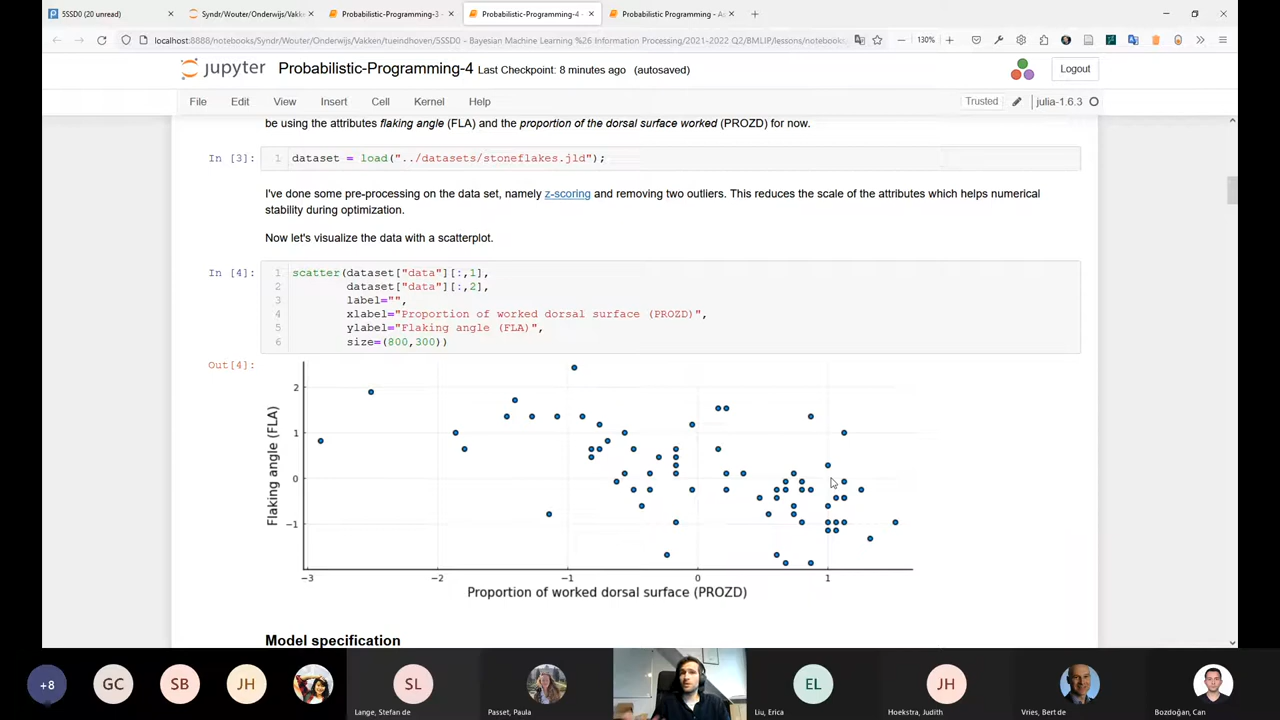 5SSD0 (20 unread)
Syndr/Wouter/Onderwijs/Vakke
Probabilistic-Programming-3 -
Probabilistic-Programming-4 -
Probabilistic Programming - As
localhost:8888/notebooks/Syndr/Wouter/Onderwijs/Vakken/tueindhoven/5SSD0 - Bayesian Machine Learning %26 Information Processing/2021-2022 Q2/BMLIP/lessons/notebook
130%
jupyter Probabilistic-Programming-4 Last Checkpoint: 8 minutes ago (autosaved)
Logout
File Edit View Insert Cell Kernel Help
Trusted julia-1.6.3
be using the attributes flaking angle (FLA) and the proportion of the dorsal surface worked (PROZD) for now.
In [3]: 1 dataset = load("../datasets/stoneflakes.jld");
I've done some pre-processing on the data set, namely z-scoring and removing two outliers. This reduces the scale of the attributes which helps numerical
stability during optimization.
Now let's visualize the data with a scatterplot.
In [4]: 1 scatter(dataset["data"][:,1],
2 dataset["data"][:,2],
3 label="",
4 xlabel="Proportion of worked dorsal surface (PROZD)",
5 ylabel="Flaking angle (FLA)",
6 size=(800,300))
Out[4]:
Flaking angle (FLA)
2
1
0
−1
−3 −2 −1 0 1
Proportion of worked dorsal surface (PROZD)
Model specification
+8 GC SB JH SL EL JH
Lange, Stefan de Passet, Paula Liu, Erica Hoekstra, Judith Vries, Bert de Bozdoğan, Can